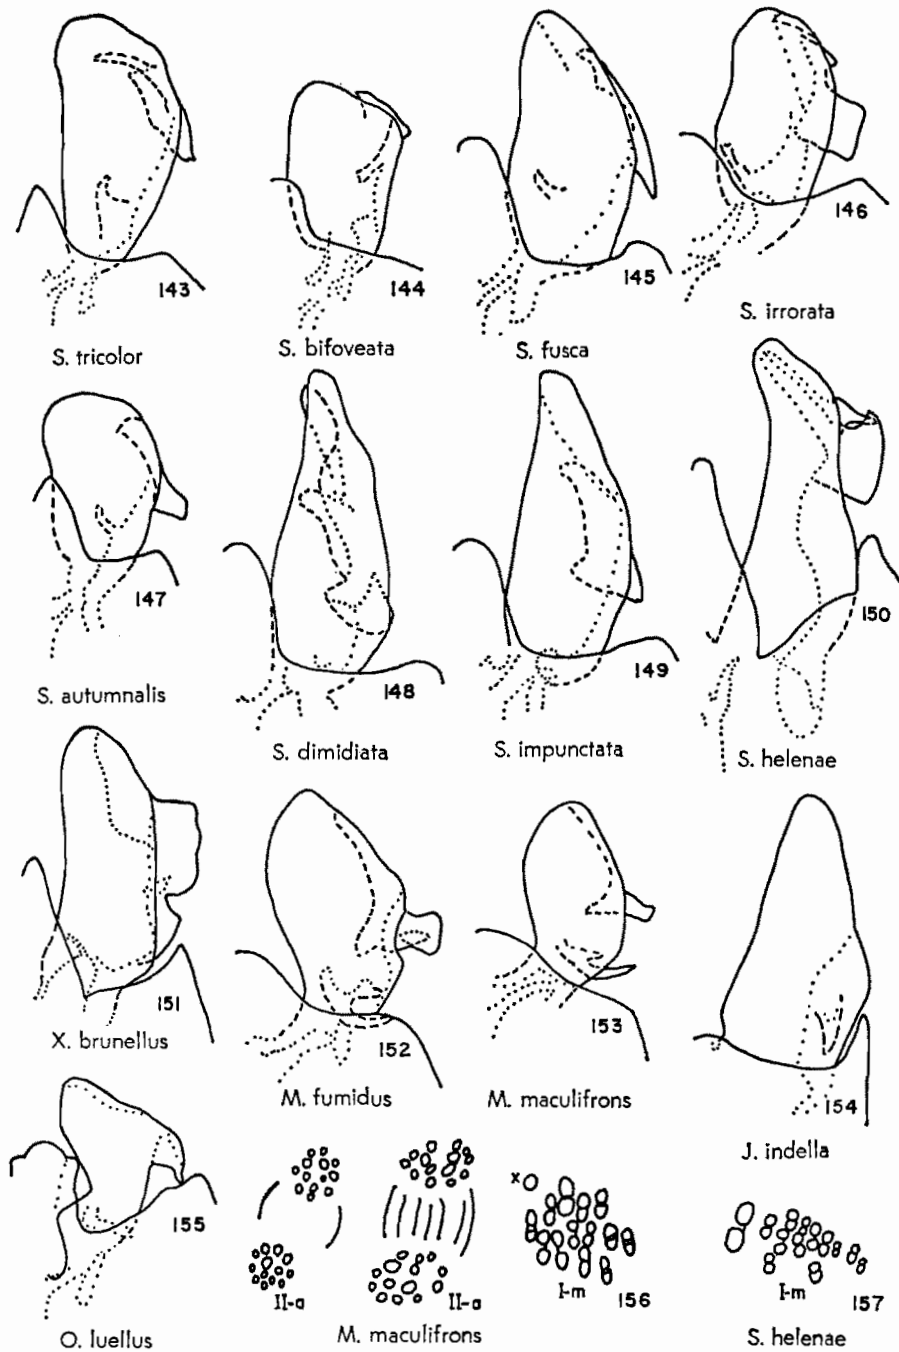 143
S. tricolor
144
S. bifoveata
145
S. fusca
146
S. irrorata
147
S. autumnalis
148
S. dimidiata
149
S. impunctata
150
S. helenae
151
X. brunellus
152
M. fumidus
153
M. maculifrons
154
J. indella
155
O. luellus
II-a
II-a
M. maculifrons
x
I-m
156
I-m
157
S. helenae